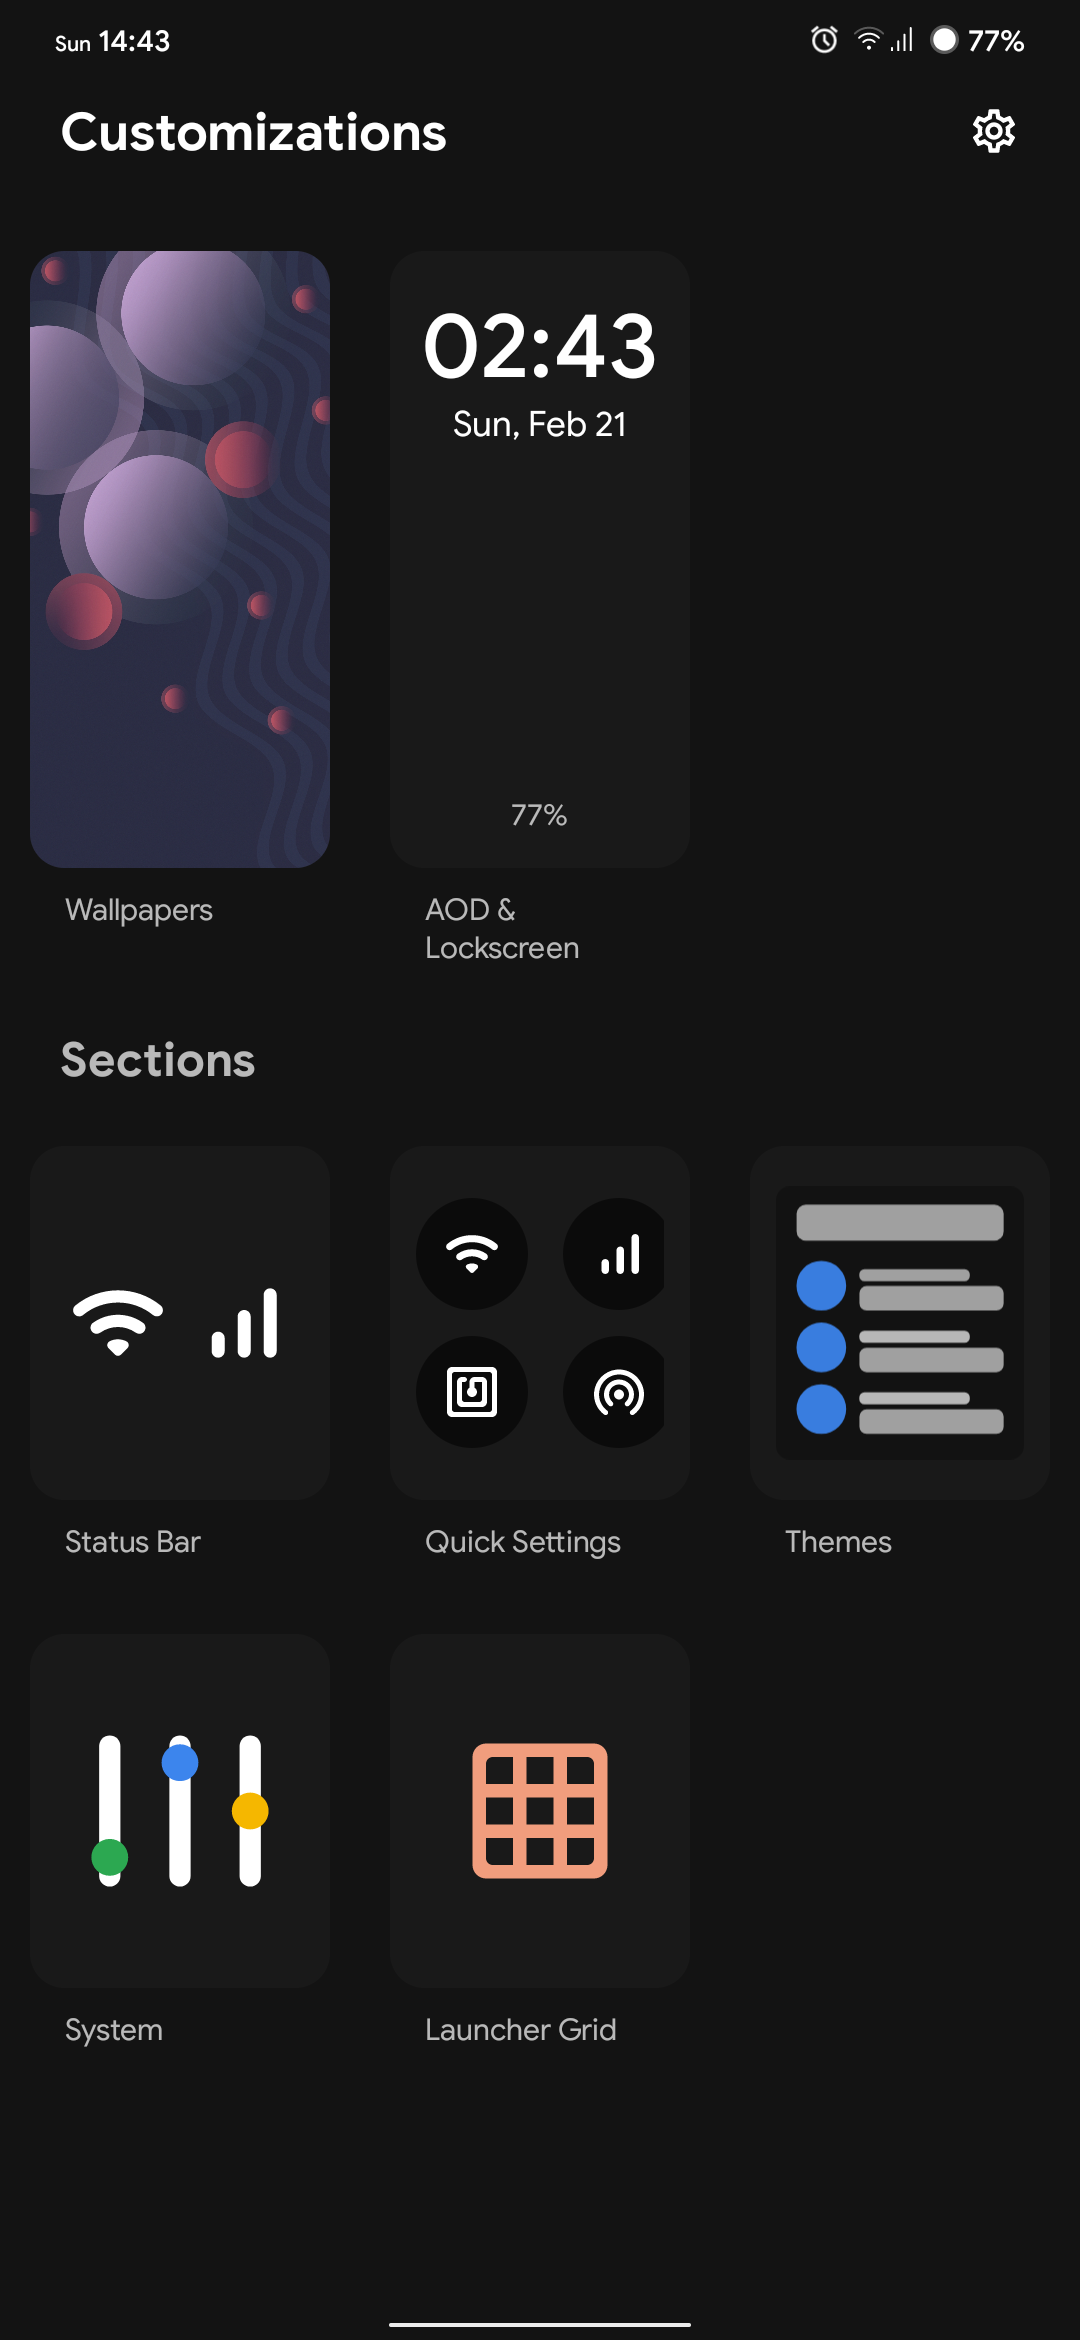 Sun 14:43
77%
Customizations
02:43
Sun, Feb 21
77%
Wallpapers
AOD &
Lockscreen
Sections
Status Bar
Quick Settings
Themes
System
Launcher Grid